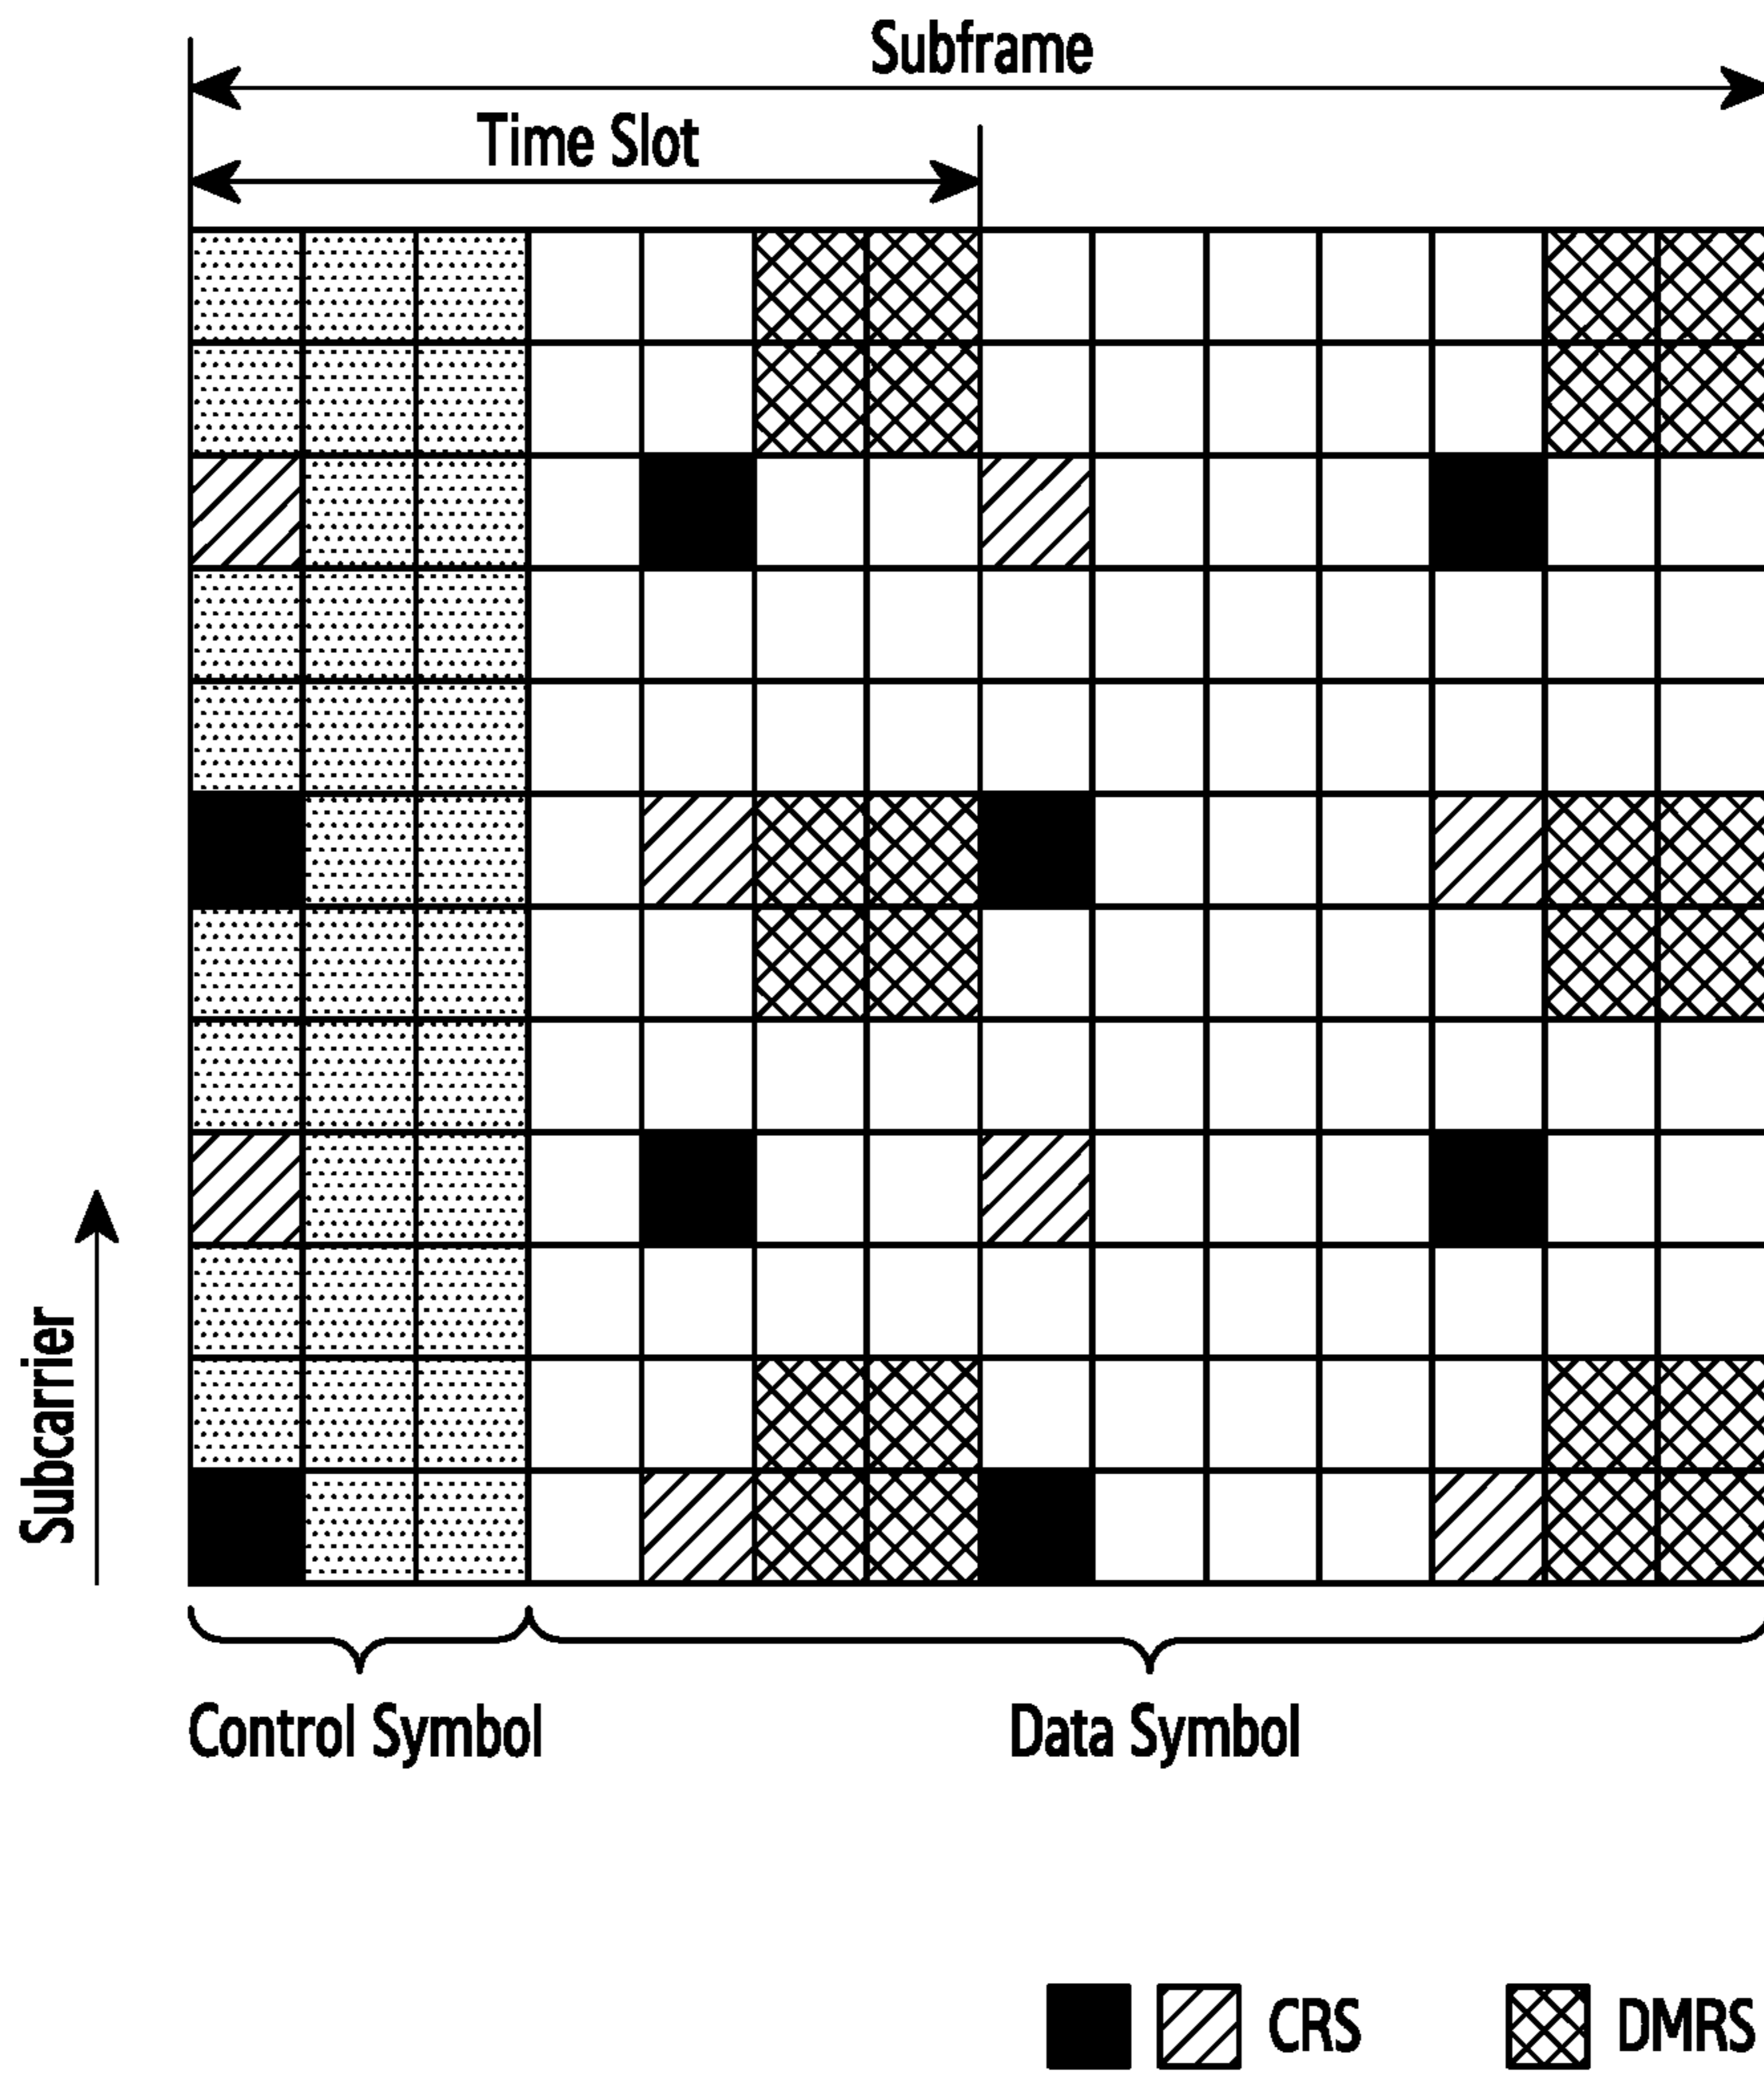 Subframe
Time Slot
Subcarrier
Control Symbol
Data Symbol
CRS
DMRS